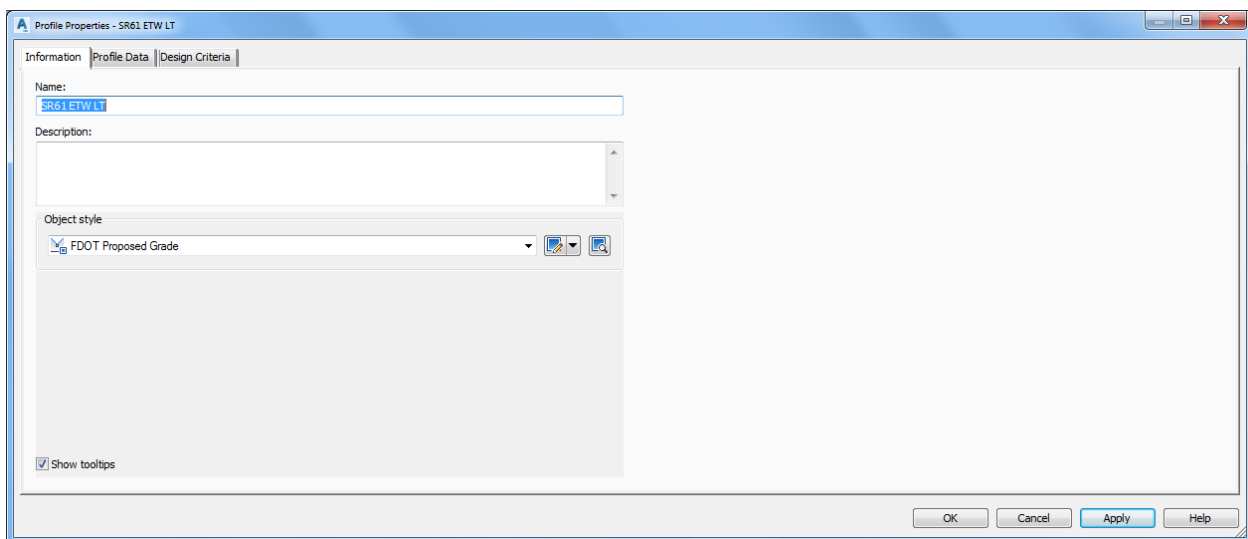 Profile Properties - SR61 ETW LT
Information Profile Data Design Criteria
Name:
SR61 ETW LT
Description:
Object style
FDOT Proposed Grade
Show tooltips
OK Cancel Apply Help